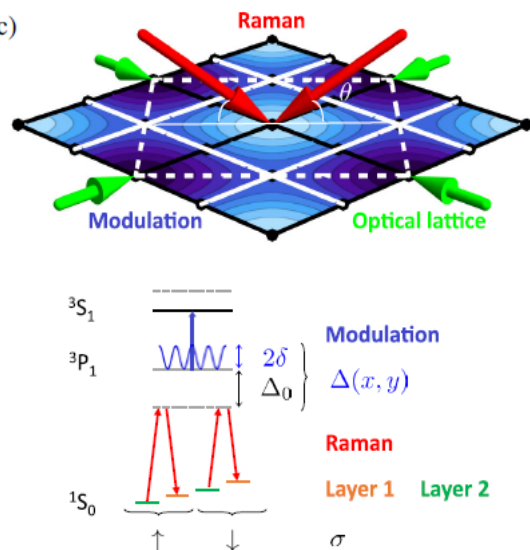 c)
Raman
θ
Modulation Optical lattice
³S₁
³P₁
2δ
Modulation
Δ₀
Δ(x, y)
Raman
Layer 1 Layer 2
¹S₀
↑ ↓ σ